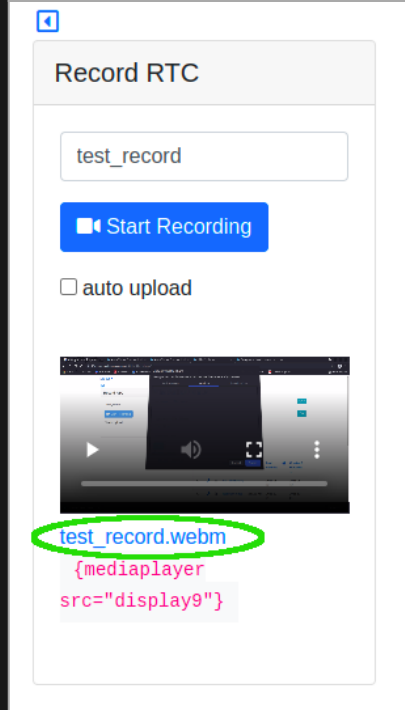 Record RTC
test_record
Start Recording
auto upload
test_record.webm
{mediaplayer
src="display9"}